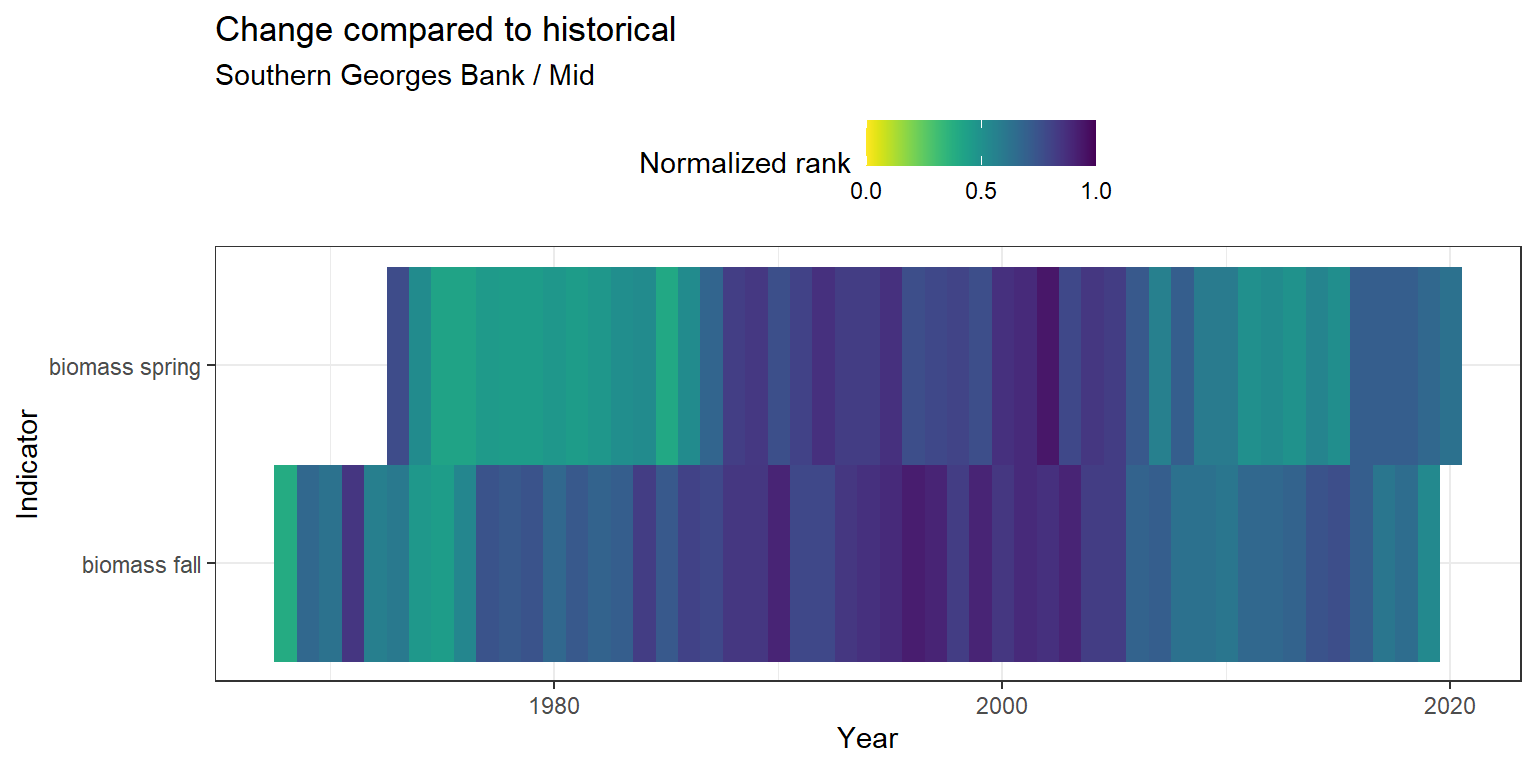 Change compared to historical
Southern Georges Bank / Mid
Normalized rank
0.0 0.5 1.0
Indicator
biomass spring
biomass fall
1980 2000 2020
Year